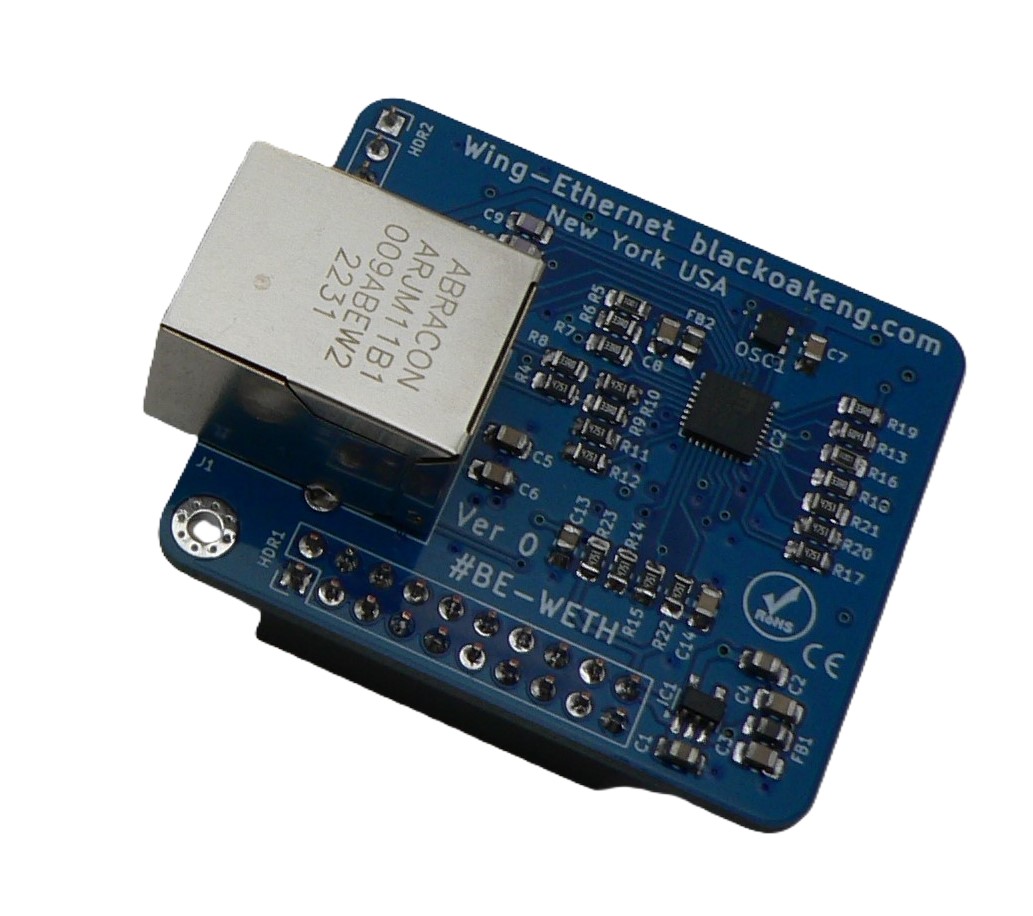 HDR2
Wing-Ethernet blackoakeng.com
New York USA
C9
ABRACON
ARJM11B1
009ABEW2
2231
R5
R6
R7
R8
R4
FB2
C8
OSC1
C7
IC2
R10
R9
R11
R12
R19
R13
R16
R18
R21
R20
R17
C5
C6
J1
HDR1
Ver 0
#BE-WETH
C13
R23
R14
R15
R22
C14
RoHS
CE
IC1
C1
C2
C4
C3
FB1